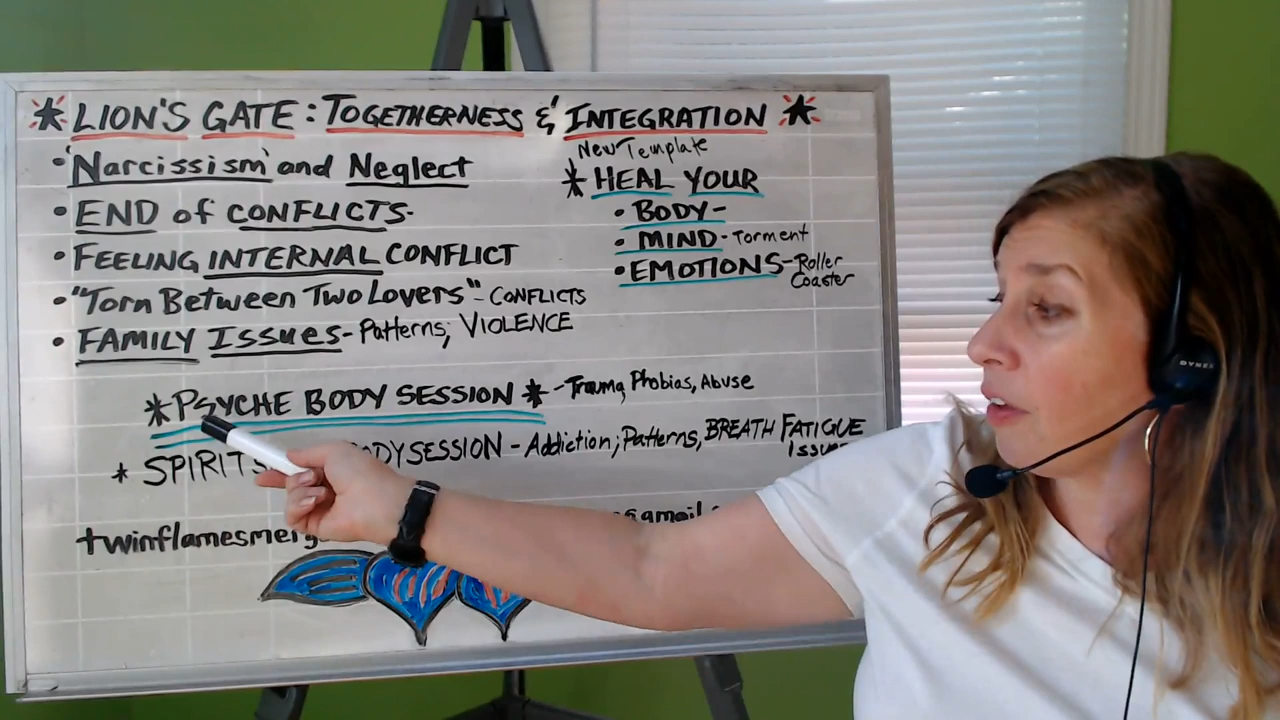 * LION'S GATE: TOGETHERNESS & INTEGRATION *
• 'Narcissism' and Neglect
• END of CONFLICTS-
• FEELING INTERNAL CONFLICT
• "Torn Between Two Lovers" - CONFLICTS
• FAMILY ISSUES - Patterns; VIOLENCE
New Template
* HEAL YOUR
• BODY-
• MIND - Torment
• EMOTIONS - Roller
Coaster
* PSYCHE BODY SESSION * - Trauma, Phobias, Abuse
* SPIRITS SESSION - Addiction; Patterns, BREATH FATIGUE
twinflamesmerg
DYNEX